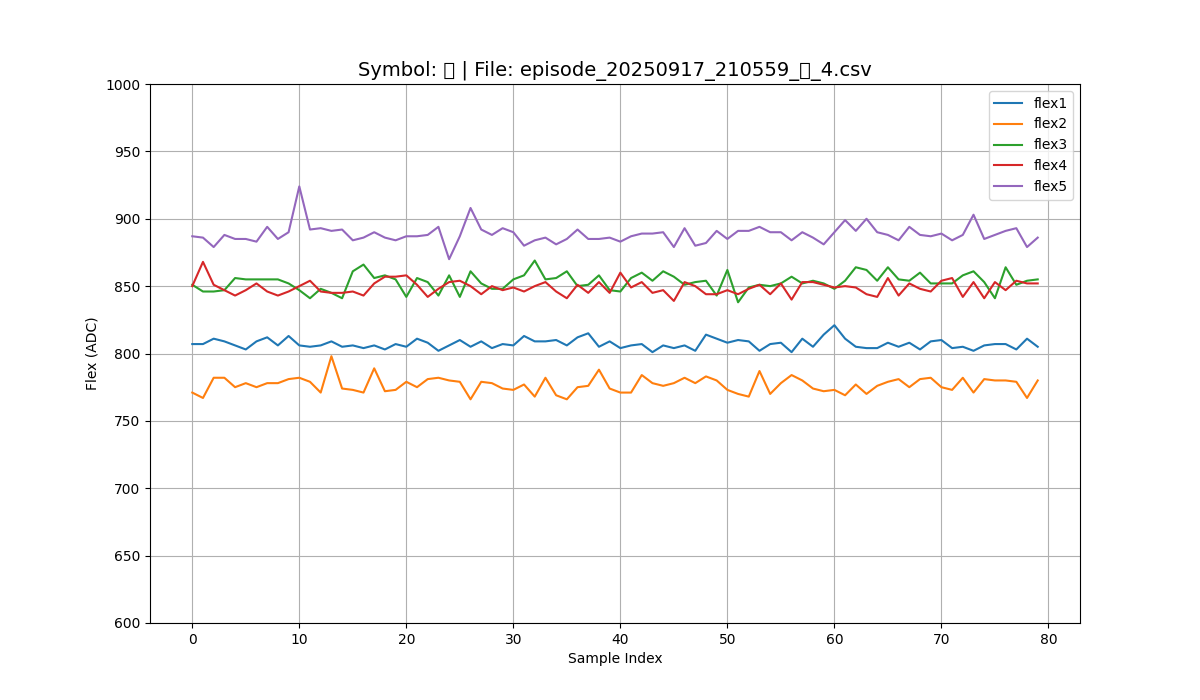 Symbol: | File: episode_20250917_210559_ _4.csv
1000
950
900
850
800
750
700
650
600
Flex (ADC)
0 10 20 30 40 50 60 70 80
Sample Index
flex1
flex2
flex3
flex4
flex5